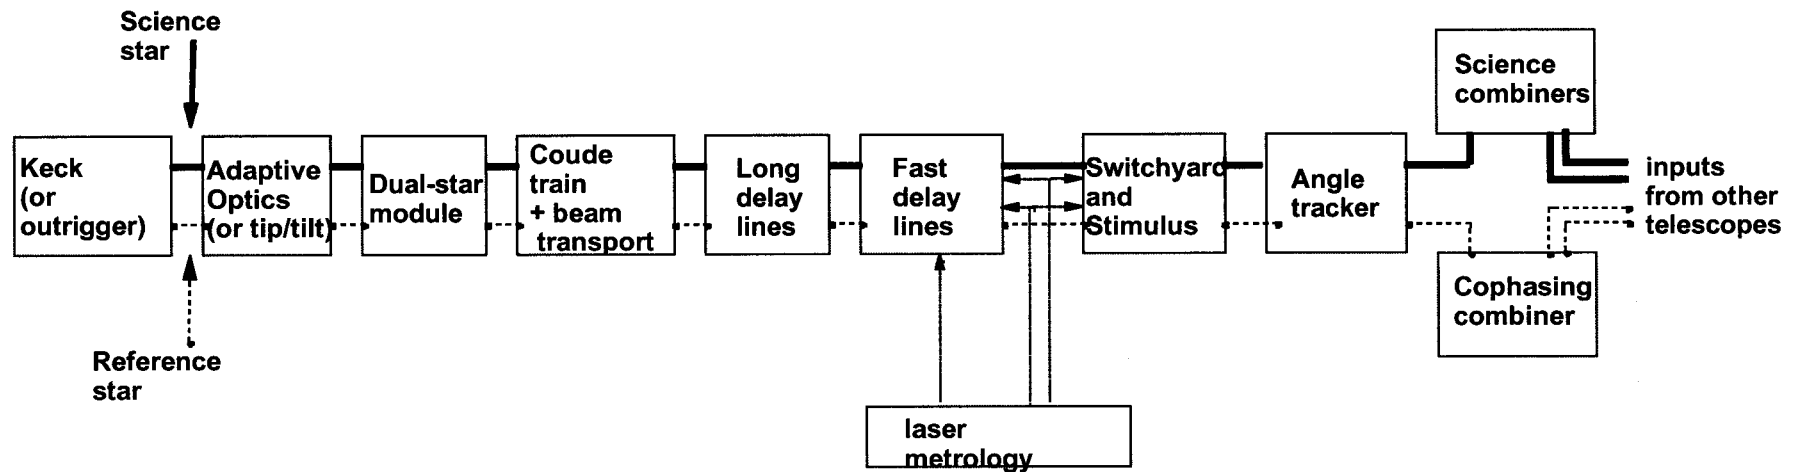 Science
star
Keck
(or
outrigger)
Adaptive
Optics
(or tip/tilt)
Dual-star
module
Coude
train
+ beam
transport
Long
delay
lines
Fast
delay
lines
Switchyard
and
Stimulus
Angle
tracker
Science
combiners
inputs
from other
telescopes
Cophasing
combiner
Reference
star
laser
metrology